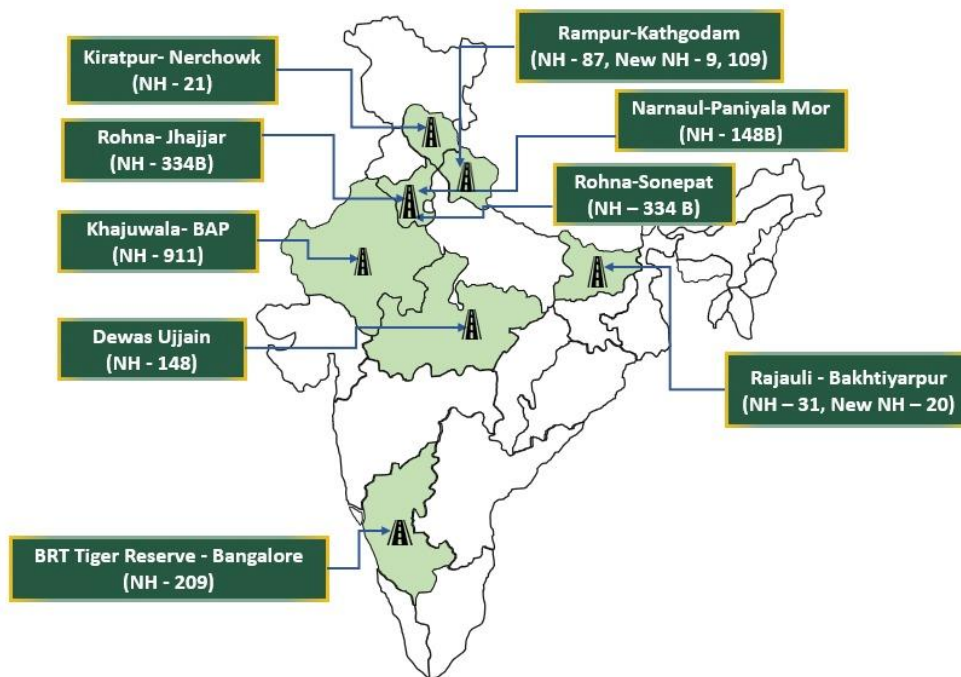 Rampur-Kathgodam
(NH - 87, New NH - 9, 109)
Kiratpur- Nerchowk
(NH - 21)
Narnaul-Paniyala Mor
(NH - 148B)
Rohna- Jhajjar
(NH - 334B)
Rohna-Sonepat
(NH – 334 B)
Khajuwala- BAP
(NH - 911)
Dewas Ujjain
(NH - 148)
Rajauli - Bakhtiyarpur
(NH – 31, New NH – 20)
BRT Tiger Reserve - Bangalore
(NH - 209)